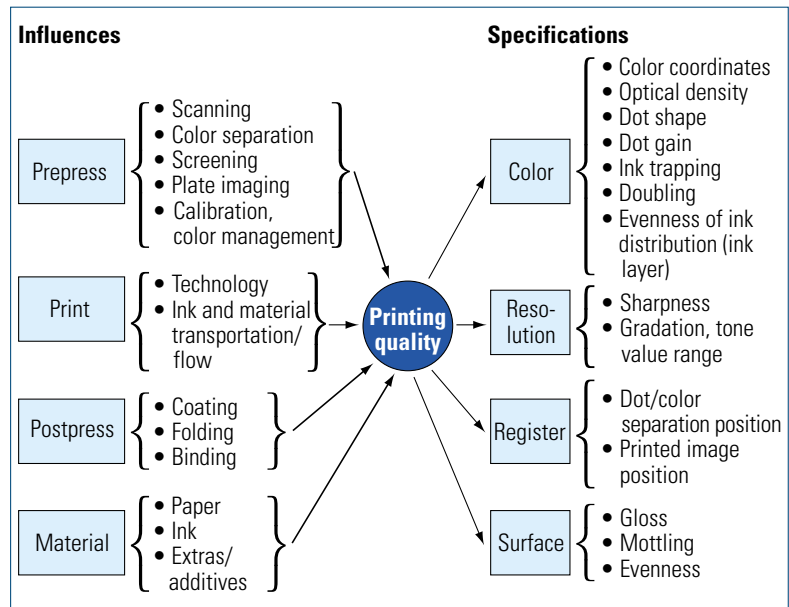 Influences
Prepress
• Scanning
• Color separation
• Screening
• Plate imaging
• Calibration,
color management
Print
• Technology
• Ink and material
transportation/
flow
Postpress
• Coating
• Folding
• Binding
Material
• Paper
• Ink
• Extras/
additives
Printing
quality
Specifications
Color
• Color coordinates
• Optical density
• Dot shape
• Dot gain
• Ink trapping
• Doubling
• Evenness of ink
distribution (ink
layer)
Reso-
lution
• Sharpness
• Gradation, tone
value range
Register
• Dot/color
separation position
• Printed image
position
Surface
• Gloss
• Mottling
• Evenness